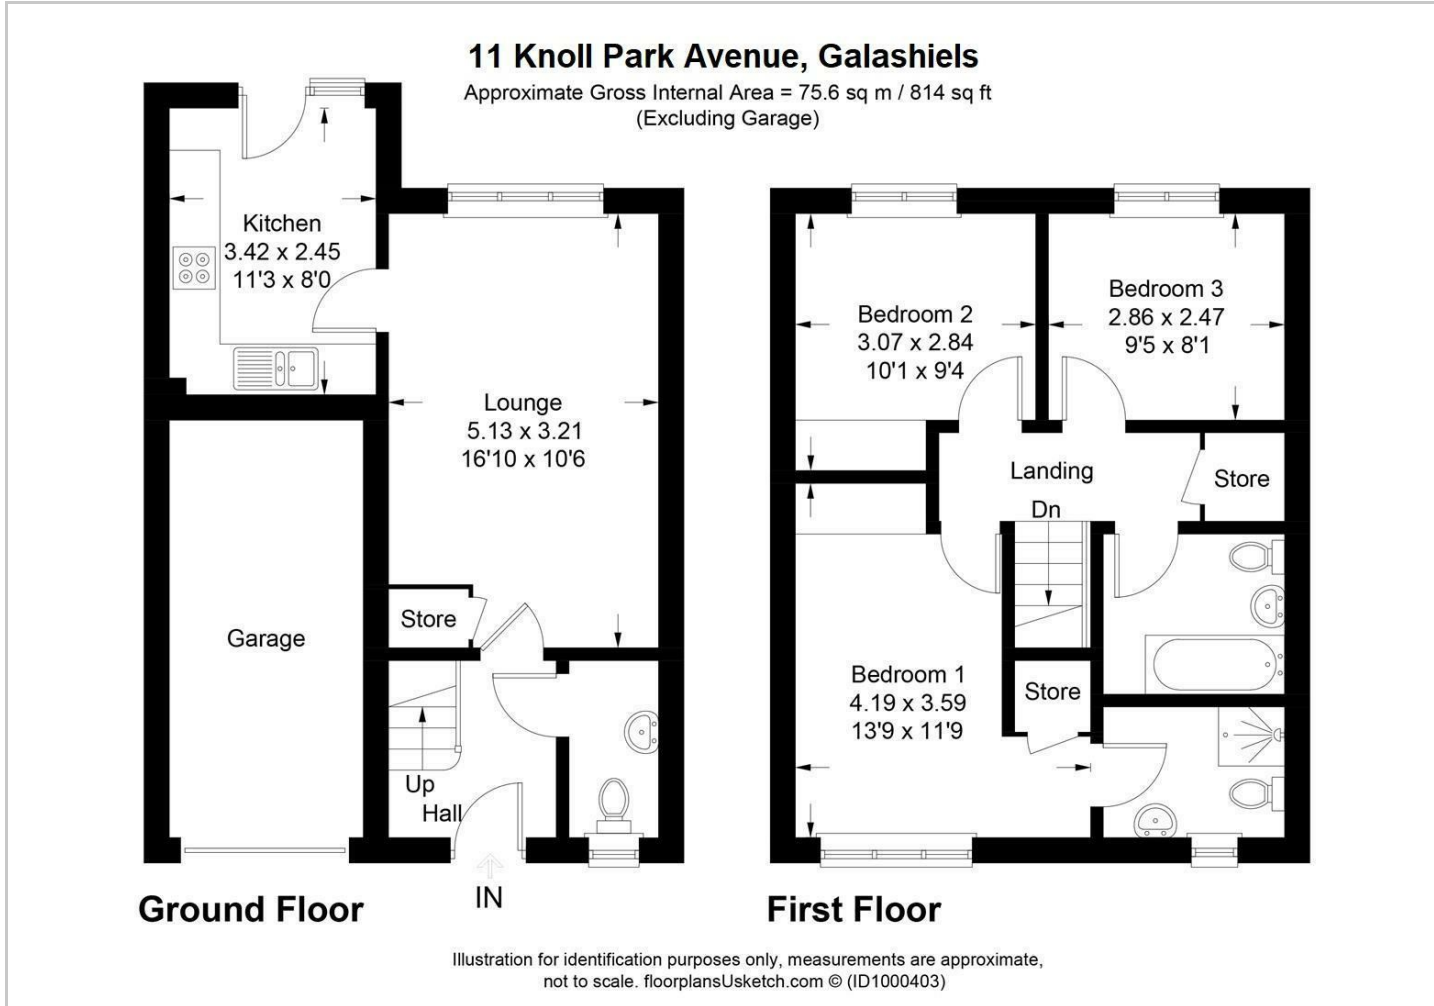 11 Knoll Park Avenue, Galashiels
Approximate Gross Internal Area = 75.6 sq m / 814 sq ft
(Excluding Garage)
Kitchen
3.42 x 2.45
11'3 x 8'0
Lounge
5.13 x 3.21
16'10 x 10'6
Store
Garage
Up
Hall
IN
Ground Floor
Bedroom 2
3.07 x 2.84
10'1 x 9'4
Bedroom 3
2.86 x 2.47
9'5 x 8'1
Landing
Dn
Store
Bedroom 1
4.19 x 3.59
13'9 x 11'9
Store
First Floor
Illustration for identification purposes only, measurements are approximate,
not to scale. floorplansUsketch.com © (ID1000403)